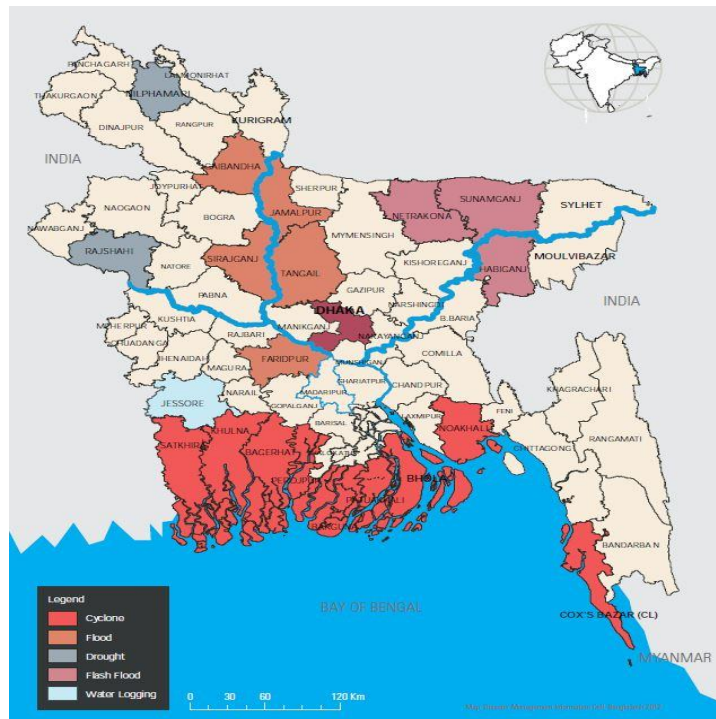 PANCHAGARH
LALMONIRHAT
THAKURGAON
NILPHAMARI
DINAJPUR
RANGPUR
KURIGRAM
INDIA
GAIBANDHA
JOYPURHAT
SHERPUR
SUNAMGANJ
SYLHET
NAOGAON
JAMALPUR
NETRAKONA
BOGRA
NAWABGANJ
MYMENSINGH
RAJSHAHI
MOULVIBAZAR
SIRAJGANJ
KISHOREGANJ
HABIGANJ
NATORE
TANGAIL
GAZIPUR
INDIA
PABNA
NARSHINGDI
DHAKA
B.BARIA
KUSHTIA
MANIKGANJ
MEHERPUR
RAJBARI
NARAYANGANJ
CHUADANGA
JHENAIDAH
FARIDPUR
MUNSHIGANJ
COMILLA
MAGURA
SHARIATPUR
CHANDPUR
KHAGRACHARI
NARAIL
MADARIPUR
JESSORE
GOPALGANJ
FENI
LAXMIPUR
BARISAL
NOAKHALI
KHULNA
RANGAMATI
SATKHIRA
CHITTAGONG
BAGERHAT
BHOLA
PEROJPUR
PATUAKHALI
BANDARBAN
BAY OF BENGAL
COX'S BAZAR (CL)
MYANMAR
Legend
Cyclone
Flood
Drought
Flash Flood
Water Logging
0 30 60 120 Km